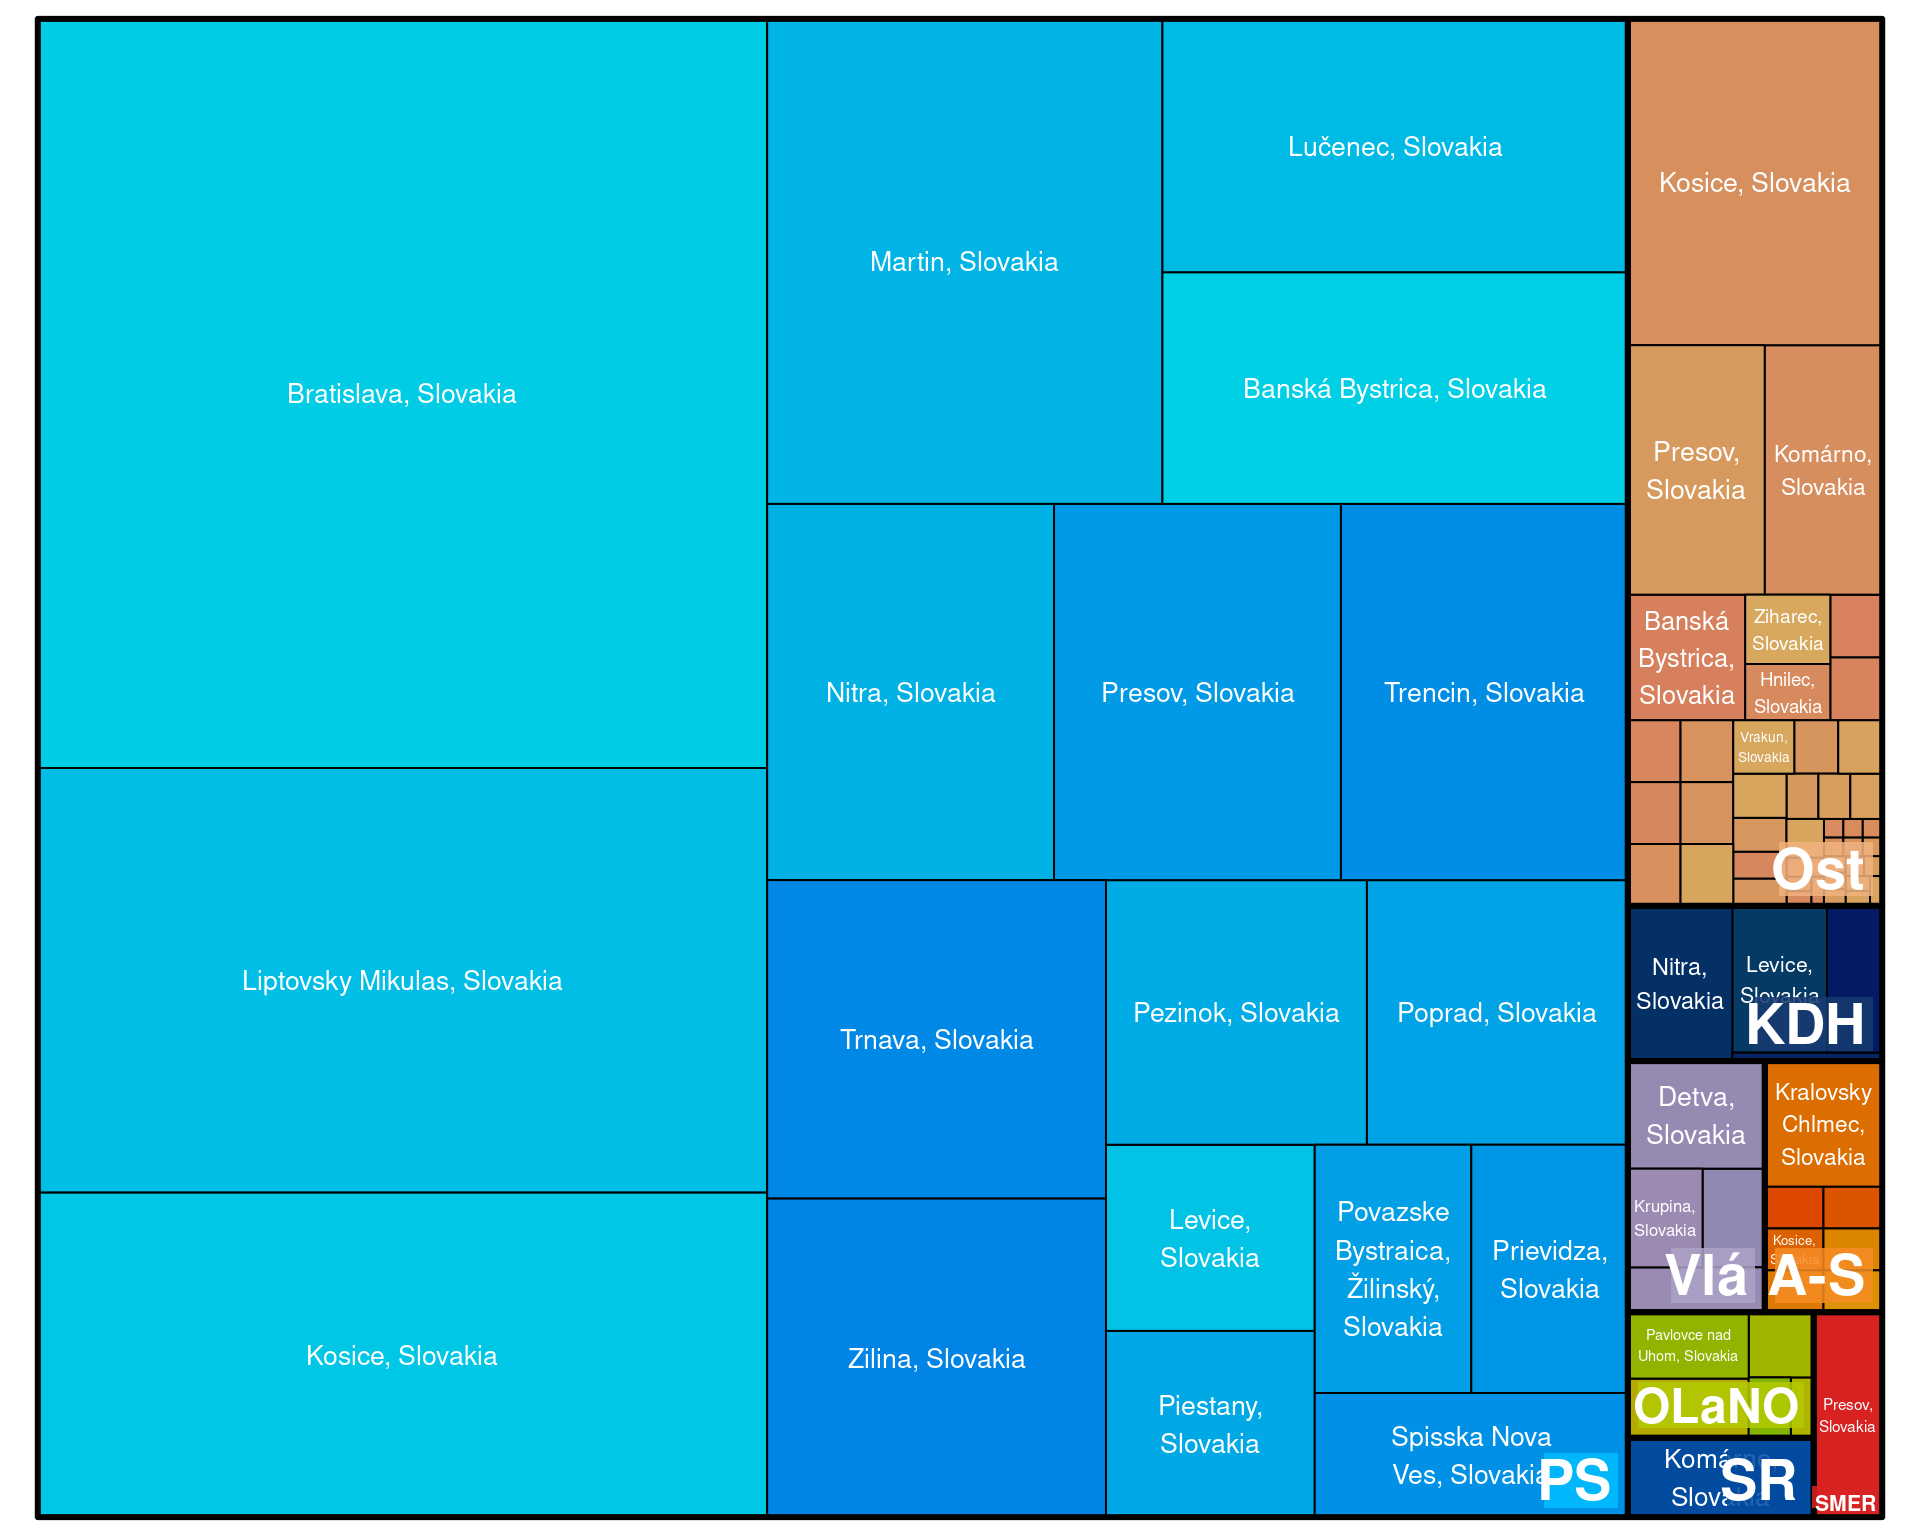 Bratislava, Slovakia
Liptovsky Mikulas, Slovakia
Kosice, Slovakia
Martin, Slovakia
Lučenec, Slovakia
Banská Bystrica, Slovakia
Nitra, Slovakia
Presov, Slovakia
Trencin, Slovakia
Trnava, Slovakia
Zilina, Slovakia
Pezinok, Slovakia
Poprad, Slovakia
Levice,
Slovakia
Piestany,
Slovakia
Povazske
Bystraica,
Žilinský,
Slovakia
Prievidza,
Slovakia
Spisska Nova
Ves, Slovakia
PS
Kosice, Slovakia
Presov,
Slovakia
Komárno,
Slovakia
Banská
Bystrica,
Slovakia
Ziharec,
Slovakia
Hnilec,
Slovakia
Vrakun,
Slovakia
Ost
Nitra,
Slovakia
Levice,
Slovakia
KDH
Detva,
Slovakia
Krupina,
Slovakia
Vlá
Kralovsky
Chlmec,
Slovakia
Kosice,
Slovakia
A-S
Pavlovce nad
Uhom, Slovakia
OLaNO
Komárno,
Slovakia
SR
Presov,
Slovakia
SMER